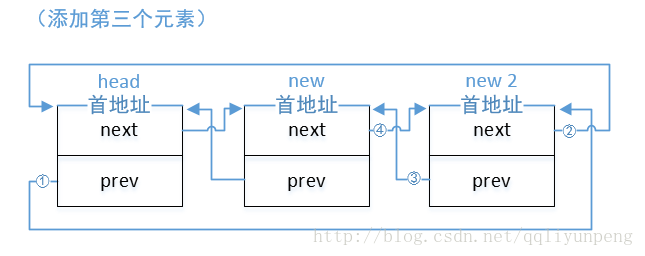 （添加第三个元素）
head new new 2
首地址 首地址 首地址
next next ④ next ②
① prev prev ③ prev
http://blog.csdn.net/qqliyunpeng